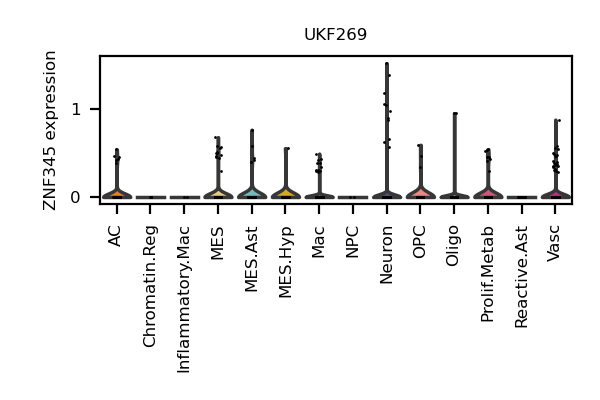 UKF269
ZNF345 expression
1
0
AC
Chromatin.Reg
Inflammatory.Mac
MES
MES.Ast
MES.Hyp
Mac
NPC
Neuron
OPC
Oligo
Prolif.Metab
Reactive.Ast
Vasc